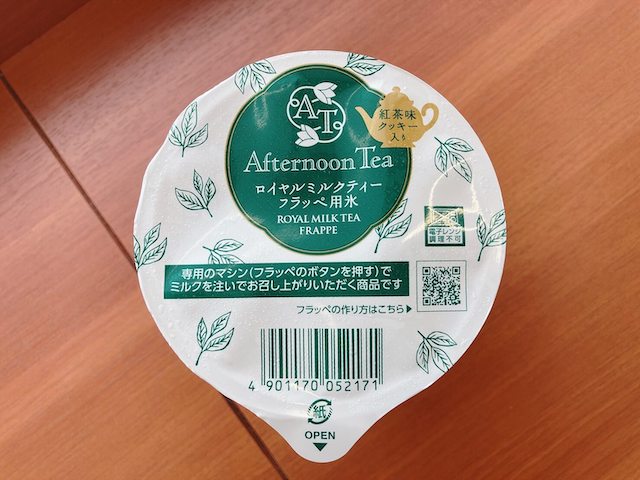 AT
紅茶味
クッキー
入り
Afternoon Tea
ロイヤルミルクティー
フラッペ用氷
ROYAL MILK TEA
FRAPPE
電子レンジ
調理不可
専用のマシン(フラッペのボタンを押す)で
ミルクを注いでお召し上がりいただく商品です
フラッペの作り方はこちら▶
4 901170 052171
紙
OPEN